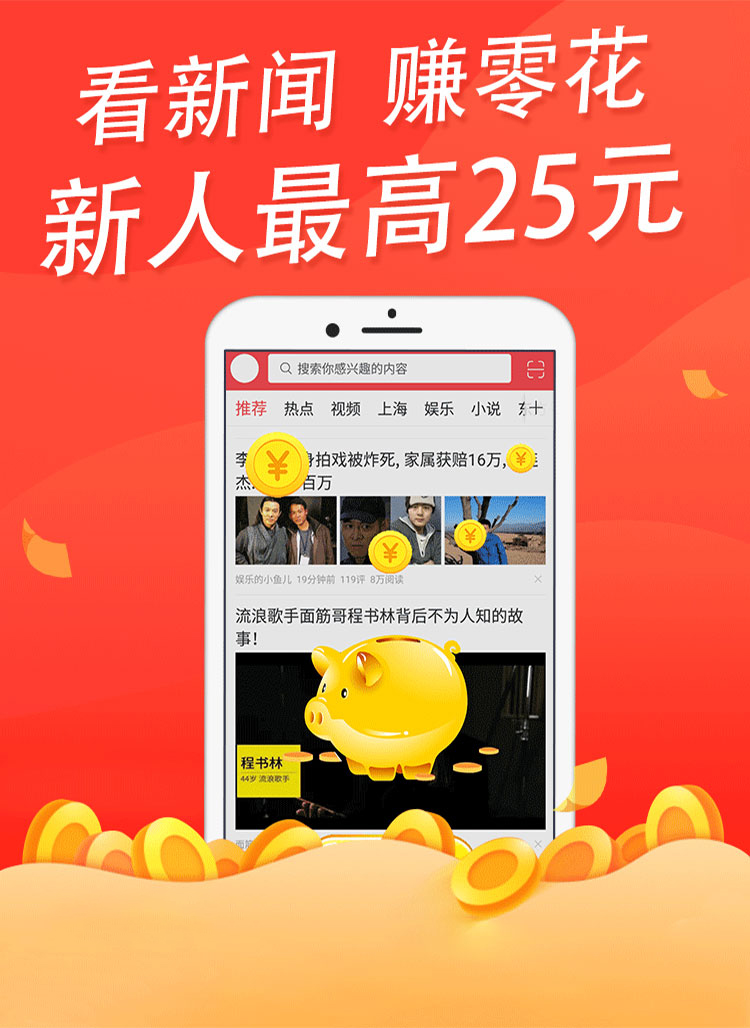 看新闻 赚零花
新人最高25元
搜索你感兴趣的内容
推荐 热点 视频 上海 娱乐 小说
李 身拍戏被炸死, 家属获赔16万,
杰 百万
娱乐的小鱼儿 19分钟前 119评 8万阅读
流浪歌手面筋哥程书林背后不为人知的故
事!
程书林
44岁 流浪歌手